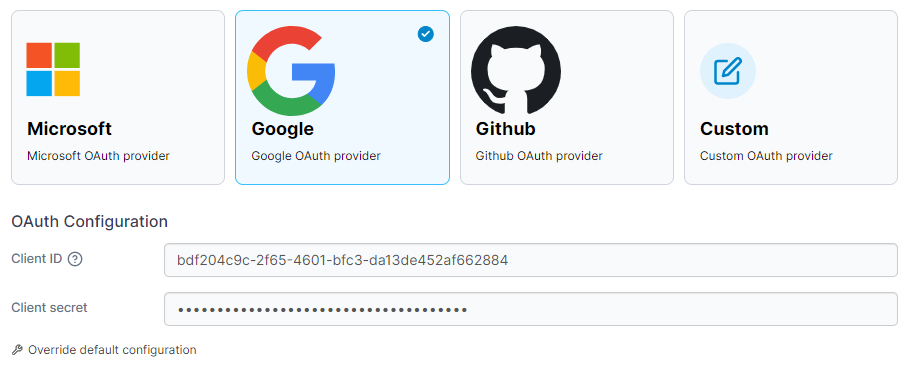 Microsoft
Microsoft OAuth provider
Google
Google OAuth provider
Github
Github OAuth provider
Custom
Custom OAuth provider
OAuth Configuration
Client ID
bdf204c9c-2f65-4601-bfc3-da13de452af662884
Client secret
••••••••••••••••••••••••••••••••••••••
Override default configuration